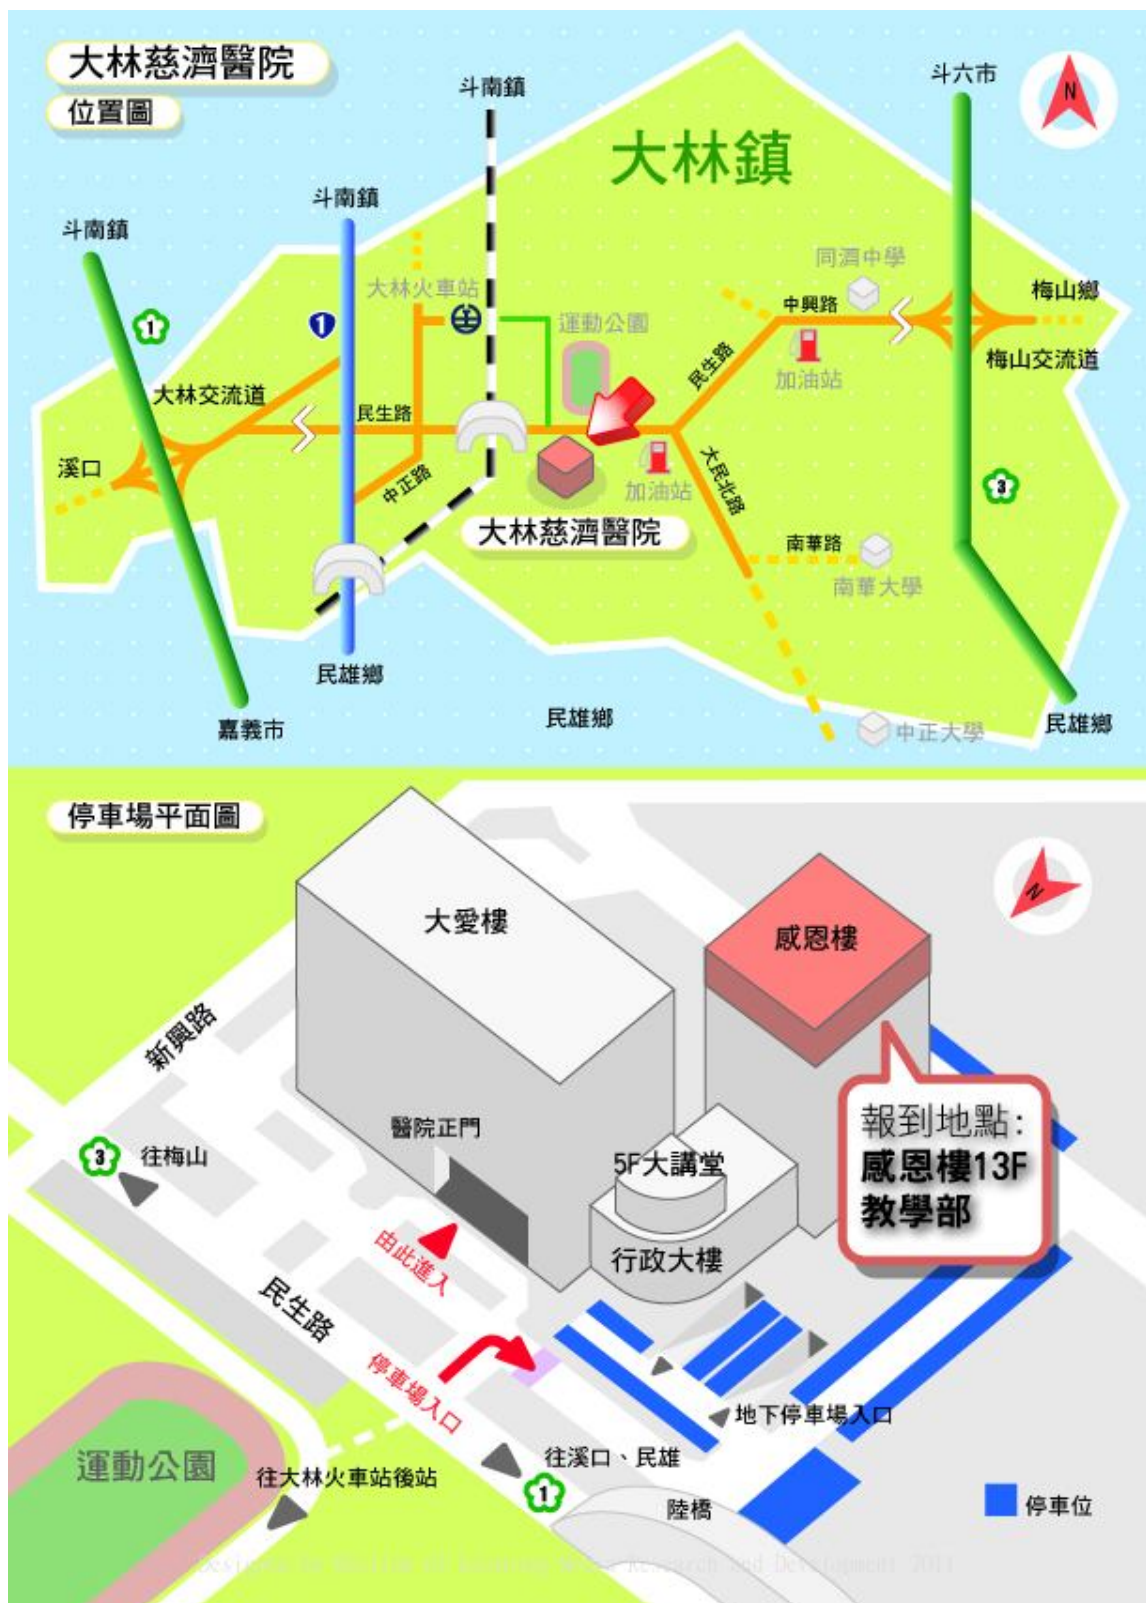 大林慈濟醫院
位置圖
N
斗南鎮
斗六市
大林鎮
斗南鎮
斗南鎮
大林火車站
同濟中學
梅山鄉
中興路
1
1
運動公園
梅山交流道
民生路
加油站
大林交流道
民生路
溪口
中正路
加油站
大民北路
3
大林慈濟醫院
南華路
南華大學
民雄鄉
嘉義市
民雄鄉
中正大學
民雄鄉
停車場平面圖
N
大愛樓
感恩樓
新興路
報到地點：
感恩樓13F
教學部
醫院正門
3
往梅山
5F大講堂
行政大樓
由此進入
民生路
停車場入口
地下停車場入口
往溪口、民雄
運動公園
往大林火車站後站
1
陸橋
停車位